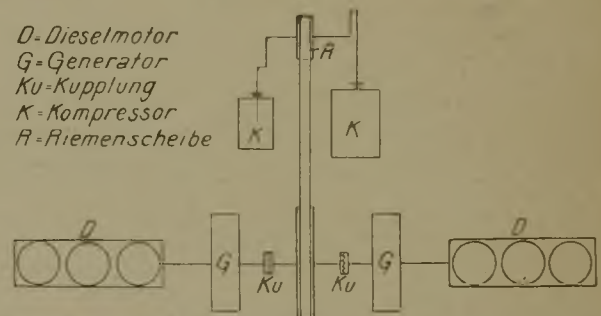 D=Dieselmotor
G=Generator
Ku=Kupplung
K=Kompressor
R=Riemenscheibe
R
K
K
D
G
Ku
Ku
G
D